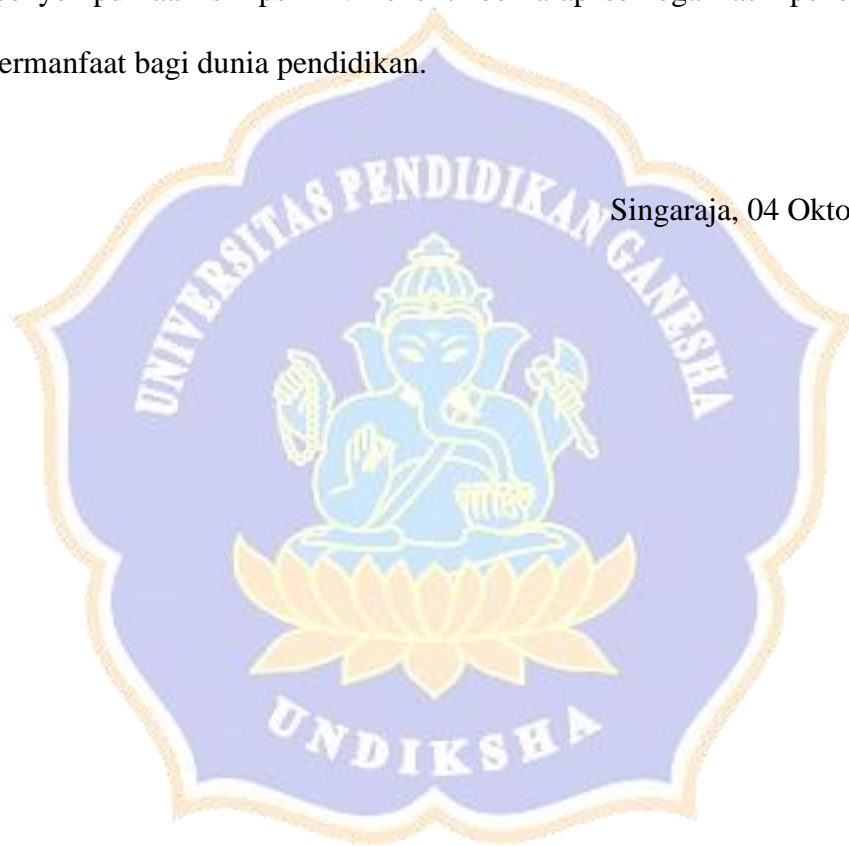 ermanfaat bagi dunia pendidikan.
Singaraja, 04 Okto
UNIVERSITAS PENDIDIKAN GANESHA
UNDIKSHA